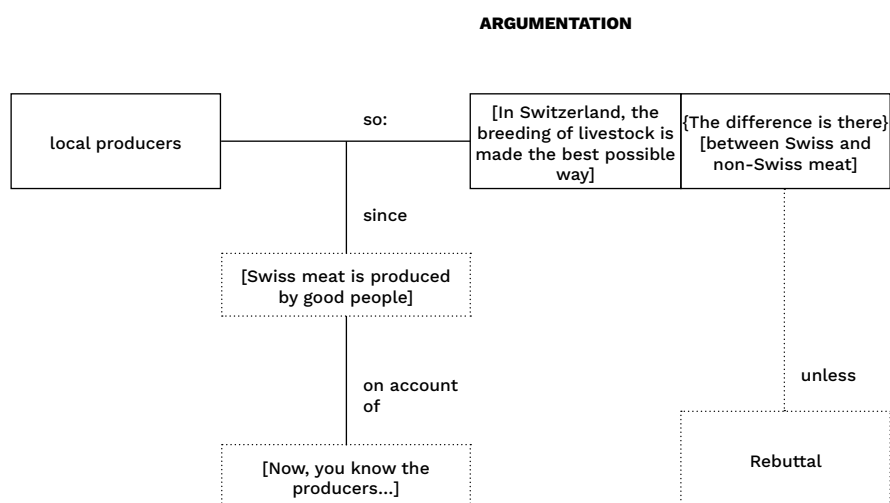 ARGUMENTATION
local producers
so:
[In Switzerland, the
breeding of livestock is
made the best possible
way]
{The difference is there}
[between Swiss and
non-Swiss meat]
since
[Swiss meat is produced
by good people]
on account
of
unless
[Now, you know the
producers...]
Rebuttal